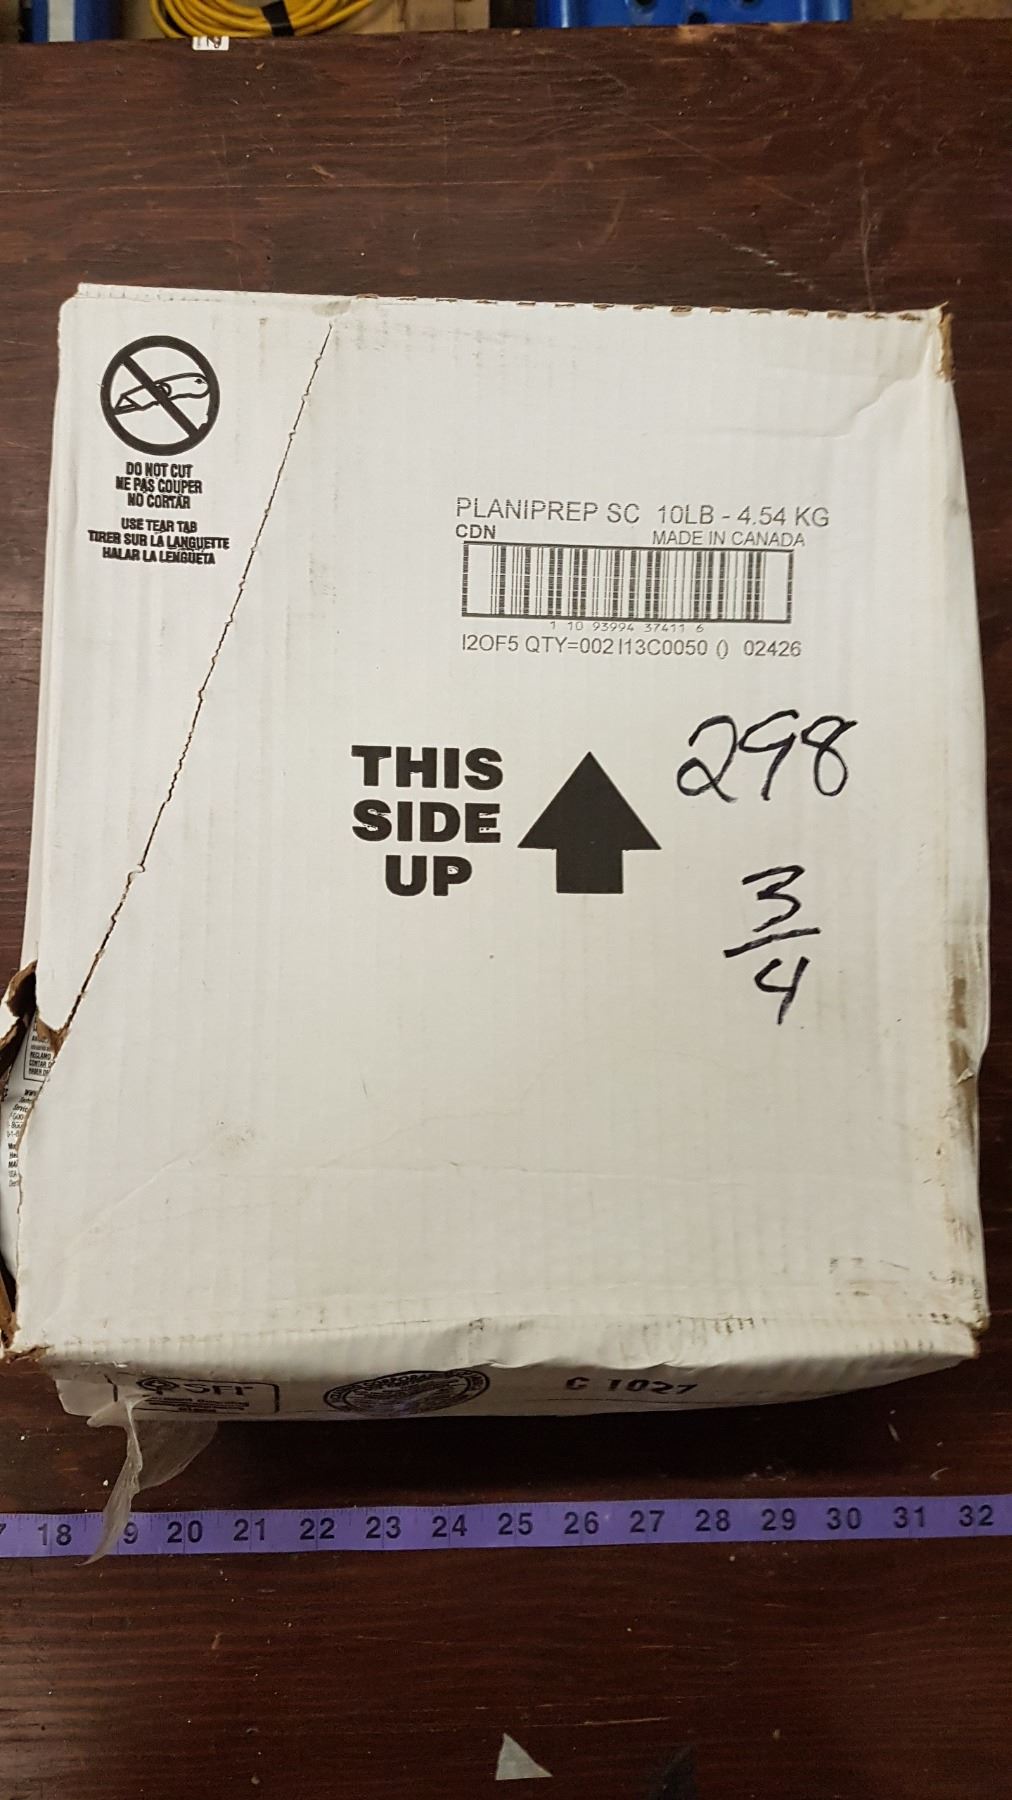 DO NOT CUT
NE PAS COUPER
NO CORTAR
USE TEAR TAB
TIRER SUR LA LANGUETTE
HALAR LA LENGÜETA
PLANIPREP SC 10LB - 4.54 KG
CDN MADE IN CANADA
1 10 93994 37411 6
I2OF5 QTY=002 I13C0050 () 02426
THIS
SIDE
UP
298
3
4
RECLAMO
C 1027
18 19 20 21 22 23 24 25 26 27 28 29 30 31 32